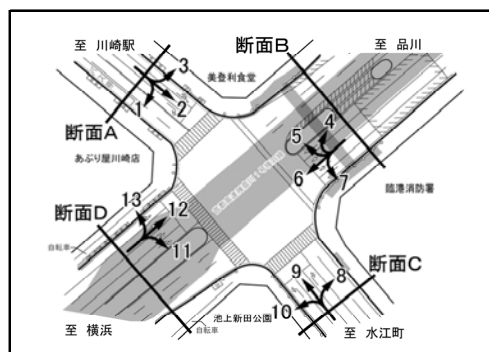 至 川崎駅
断面B
至 品川
美登利食堂
3
1
2
断面A
4
5
6
7
あぶり屋川崎店
臨港消防署
断面D
13
12
11
9
8
断面C
10
自転車
池上新田公園
至 横浜
自転車
至 水江町